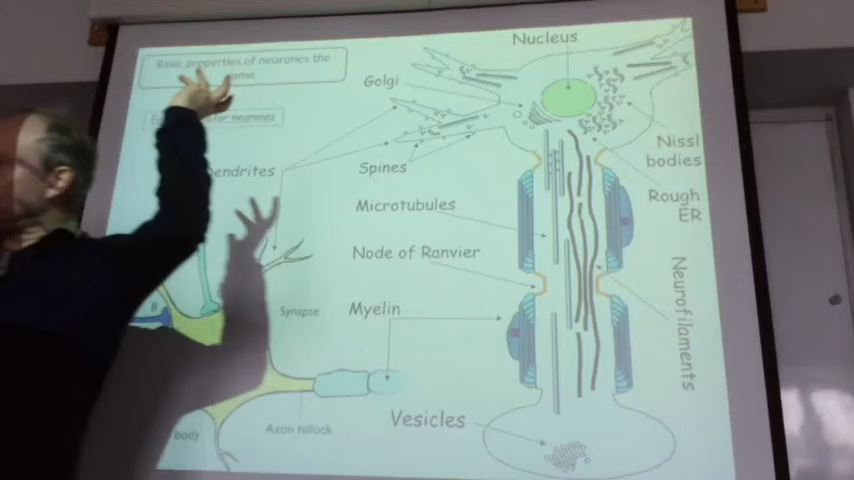 Basic properties of neurones the
same
neurones
Nucleus
Golgi
Spines
Nissl
bodies
Rough
ER
Microtubules
Node of Ranvier
Neurofilaments
Synapse
Myelin
Vesicles
Axon hillock
body